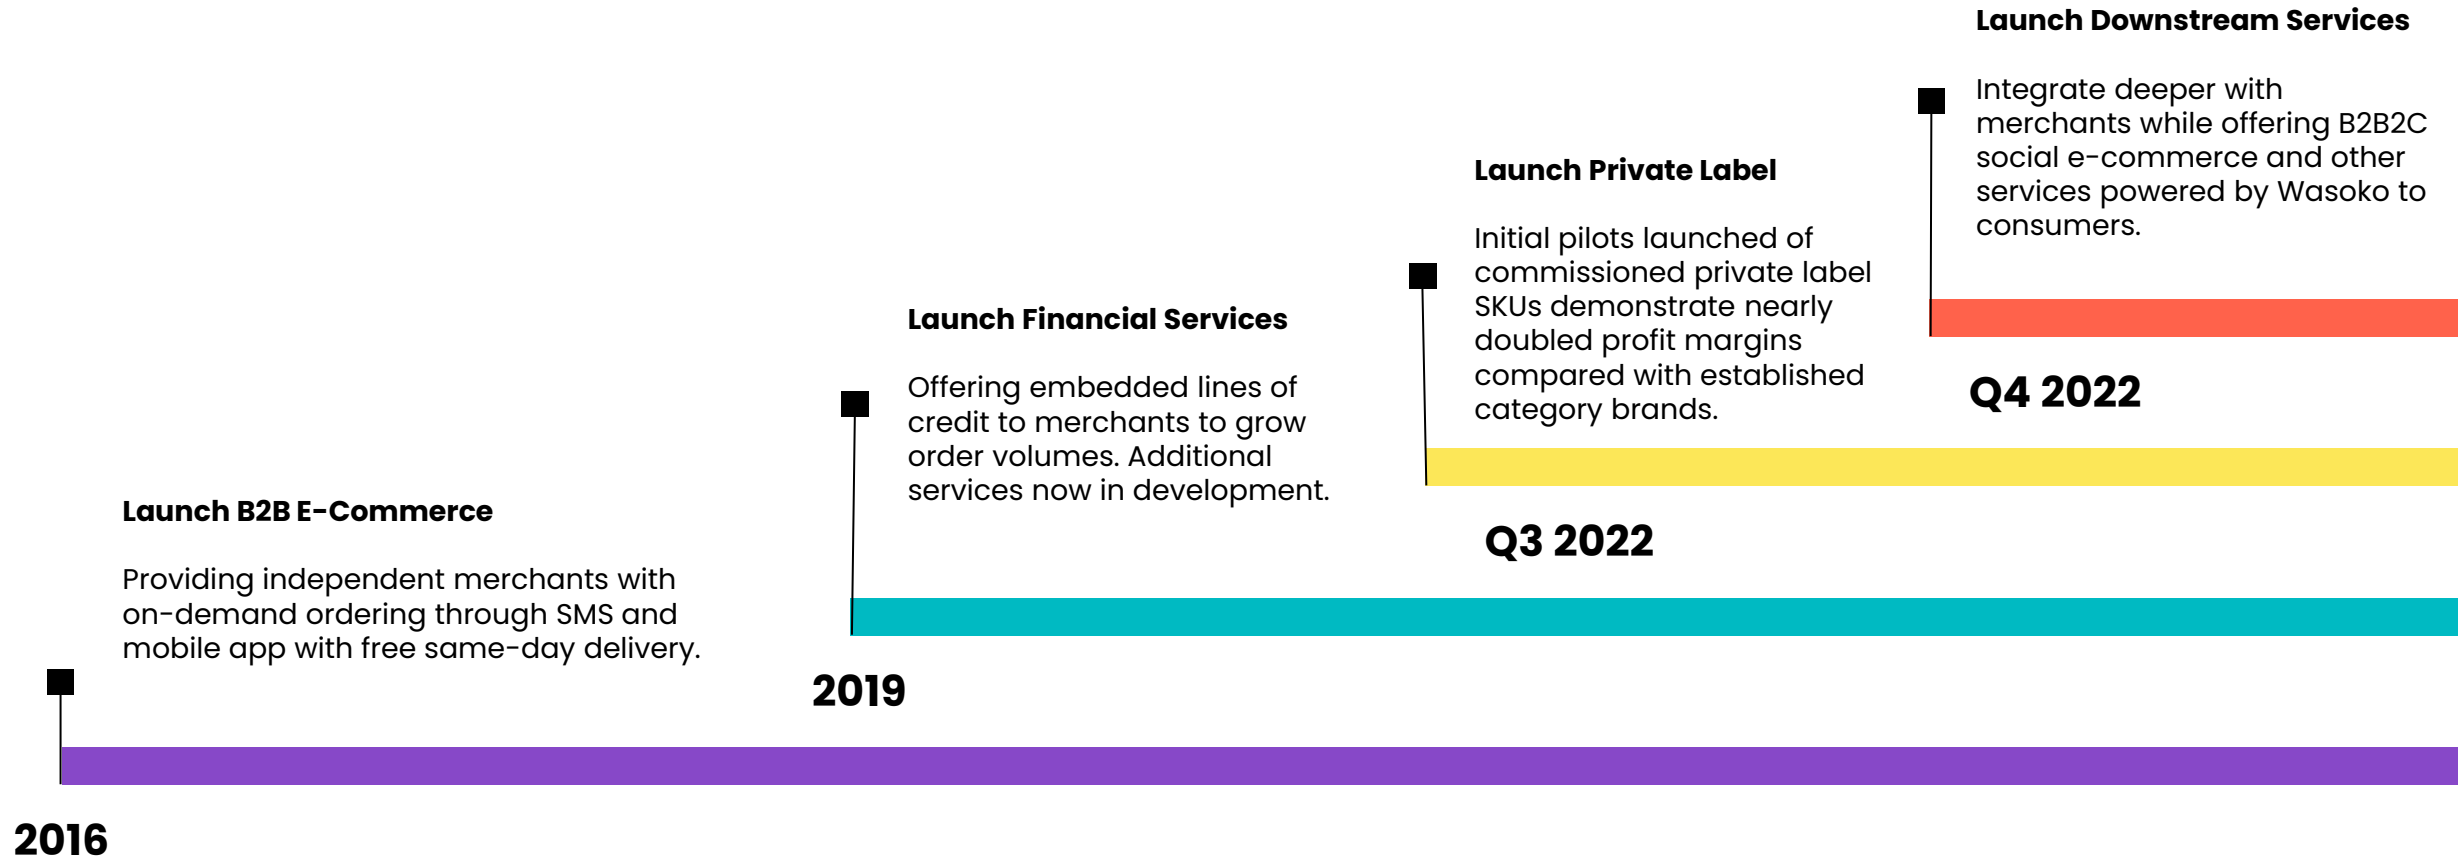 Launch B2B E-Commerce
Providing independent merchants with
on-demand ordering through SMS and
mobile app with free same-day delivery.
2016
Launch Financial Services
Offering embedded lines of
credit to merchants to grow
order volumes. Additional
services now in development.
2019
Launch Private Label
Initial pilots launched of
commissioned private label
SKUs demonstrate nearly
doubled profit margins
compared with established
category brands.
Q3 2022
Launch Downstream Services
Integrate deeper with
merchants while offering B2B2C
social e-commerce and other
services powered by Wasoko to
consumers.
Q4 2022